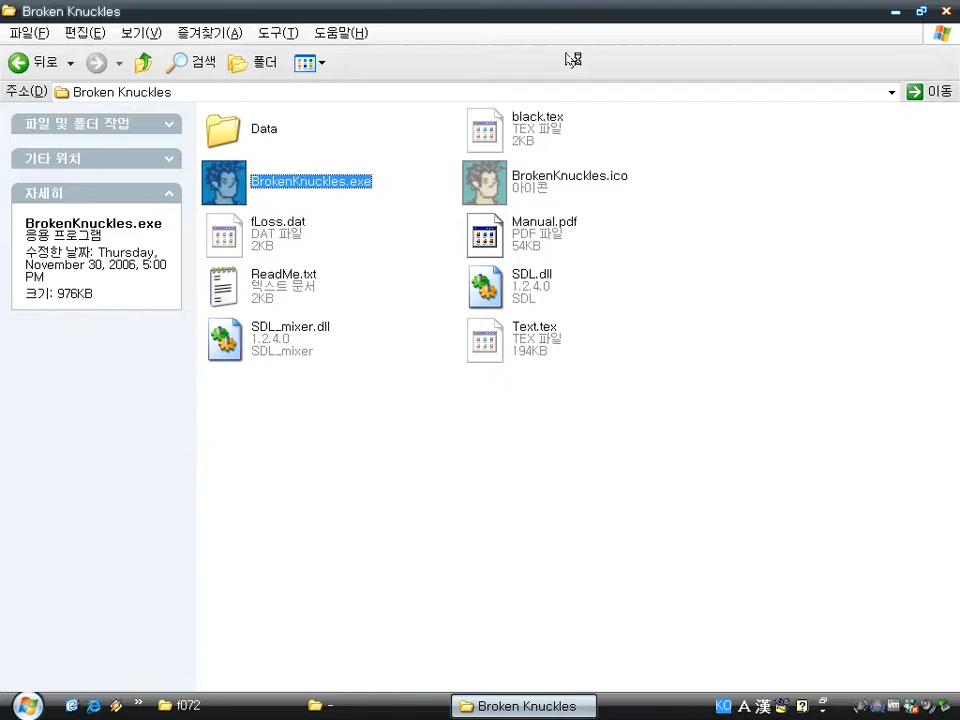 Broken Knuckles
파일(F) 편집(E) 보기(V) 즐겨찾기(A) 도구(T) 도움말(H)
뒤로 검색 폴더
주소(D) Broken Knuckles 이동
파일 및 폴더 작업
기타 위치
자세히
BrokenKnuckles.exe
응용 프로그램
수정한 날짜: Thursday,
November 30, 2006, 5:00
PM
크기: 976KB
Data
black.tex
TEX 파일
2KB
BrokenKnuckles.exe
BrokenKnuckles.ico
아이콘
fLoss.dat
DAT 파일
2KB
Manual.pdf
PDF 파일
54KB
ReadMe.txt
텍스트 문서
2KB
SDL.dll
1.2.4.0
SDL
SDL_mixer.dll
1.2.4.0
SDL_mixer
Text.tex
TEX 파일
194KB
f072 - Broken Knuckles KO A 漢